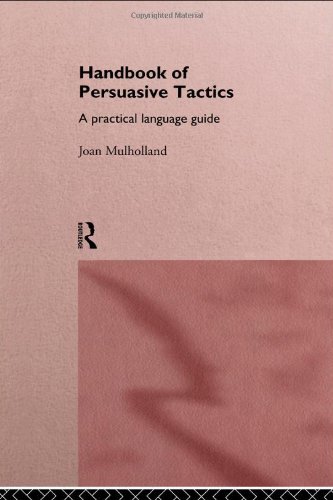 Copyrighted Material
Handbook of
Persuasive Tactics
A practical language guide
Joan Mulholland
R
ROUTLEDGE